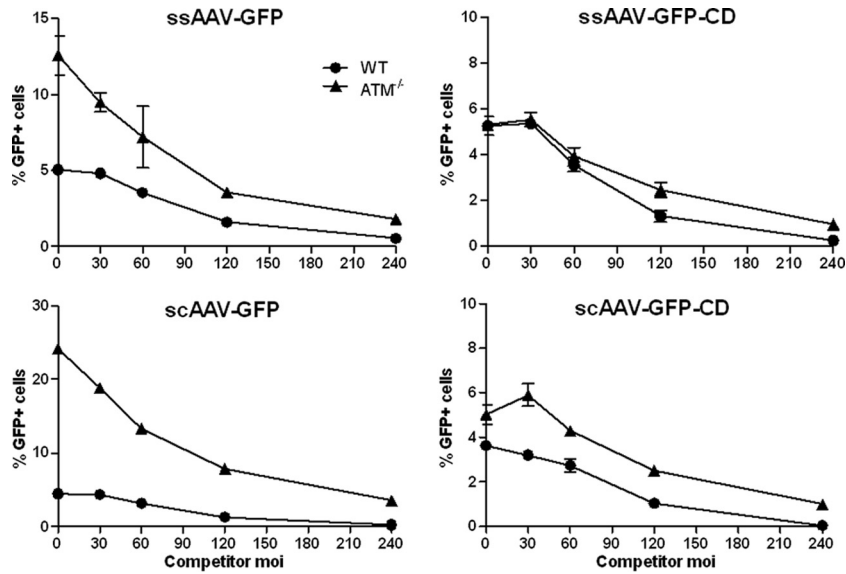 ssAAV-GFP
15
10
5
0
% GFP+ cells
WT
ATM-/-
0 30 60 90 120 150 180 210 240
ssAAV-GFP-CD
8
6
4
2
0
% GFP+ cells
0 30 60 90 120 150 180 210 240
scAAV-GFP
30
20
10
0
% GFP+ cells
0 30 60 90 120 150 180 210 240
Competitor moi
scAAV-GFP-CD
10
8
6
4
2
0
% GFP+ cells
0 30 60 90 120 150 180 210 240
Competitor moi